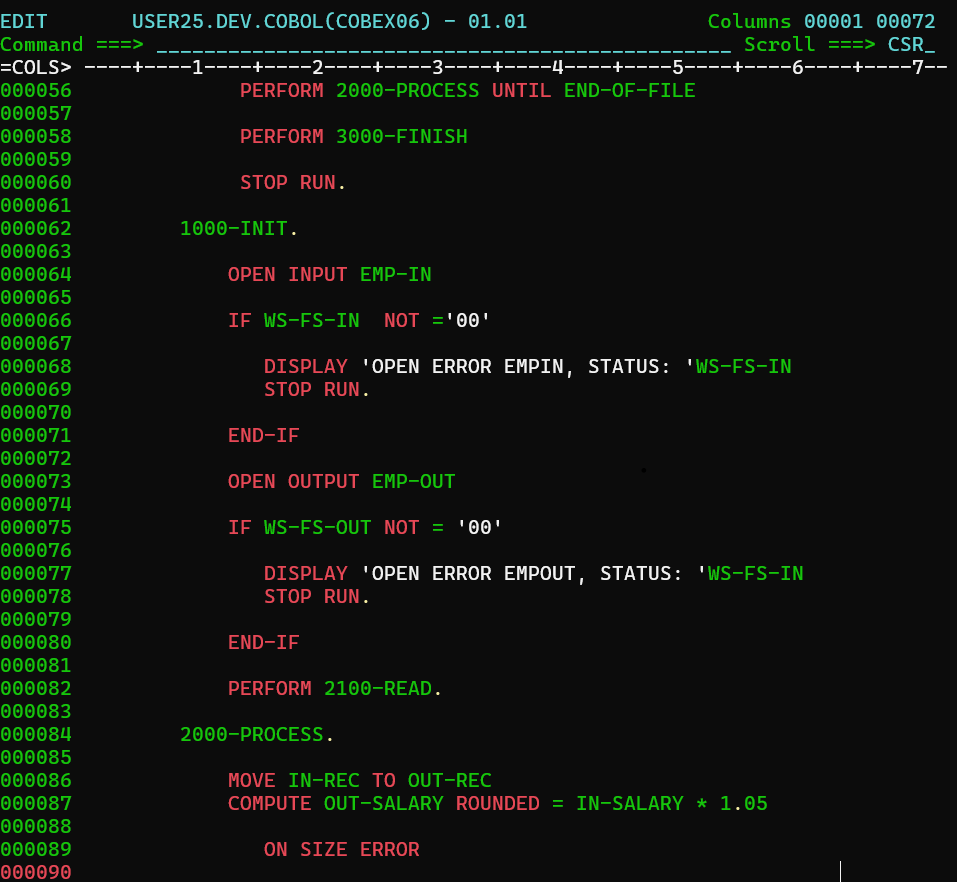 EDIT       USER25.DEV.COBOL(COBEX06) - 01.01               Columns 00001 00072
Command ===> ________________________________________________ Scroll ===> CSR_
=COLS> ----+----1----+----2----+----3----+----4----+----5----+----6----+----7--
000056              PERFORM 2000-PROCESS UNTIL END-OF-FILE
000057
000058              PERFORM 3000-FINISH
000059
000060              STOP RUN.
000061
000062         1000-INIT.
000063
000064             OPEN INPUT EMP-IN
000065
000066             IF WS-FS-IN  NOT ='00'
000067
000068                DISPLAY 'OPEN ERROR EMPIN, STATUS: 'WS-FS-IN
000069                STOP RUN.
000070
000071             END-IF
000072
000073             OPEN OUTPUT EMP-OUT
000074
000075             IF WS-FS-OUT NOT = '00'
000076
000077                DISPLAY 'OPEN ERROR EMPOUT, STATUS: 'WS-FS-IN
000078                STOP RUN.
000079
000080             END-IF
000081
000082             PERFORM 2100-READ.
000083
000084         2000-PROCESS.
000085
000086             MOVE IN-REC TO OUT-REC
000087             COMPUTE OUT-SALARY ROUNDED = IN-SALARY * 1.05
000088
000089                ON SIZE ERROR
000090